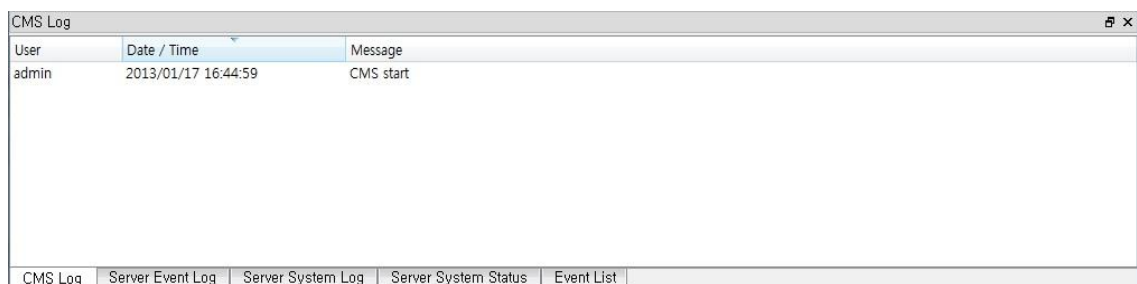 CMS Log
User Date / Time Message
admin 2013/01/17 16:44:59 CMS start
CMS Log Server Event Log Server System Log Server System Status Event List